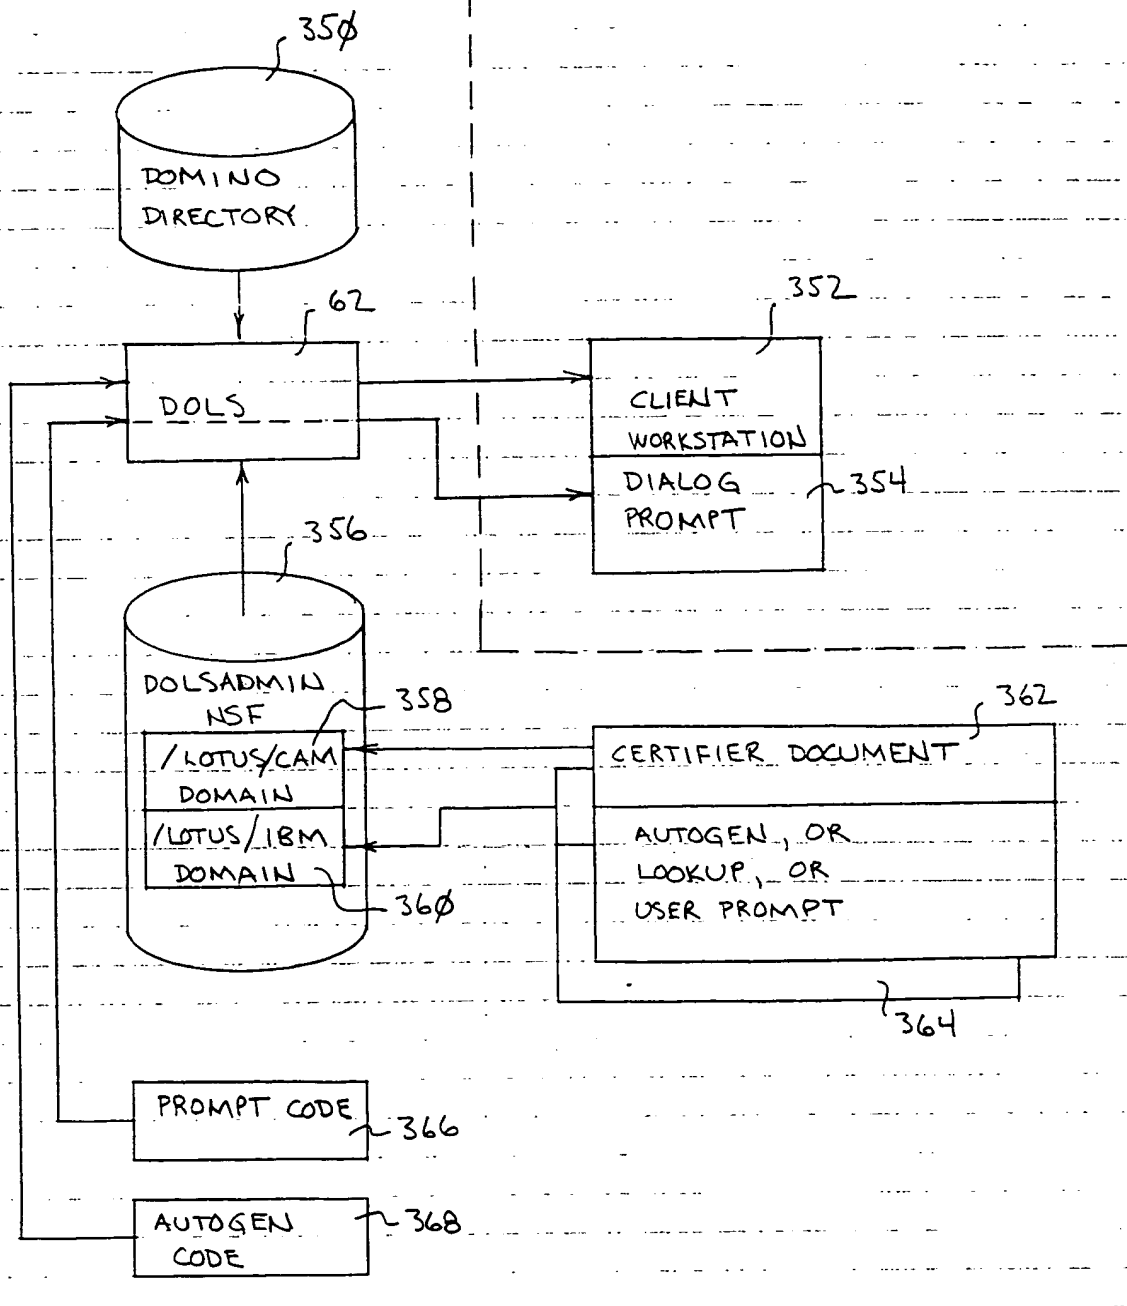 350
DOMINO
DIRECTORY
62
352
DOLS
CLIENT
WORKSTATION
DIALOG
PROMPT
354
356
DOLSADMIN
NSF
358
362
/LOTUS/CAM
DOMAIN
CERTIFIER DOCUMENT
/LOTUS/IBM
DOMAIN
360
AUTOGEN, OR
LOOKUP, OR
USER PROMPT
364
PROMPT CODE
366
AUTOGEN
CODE
368